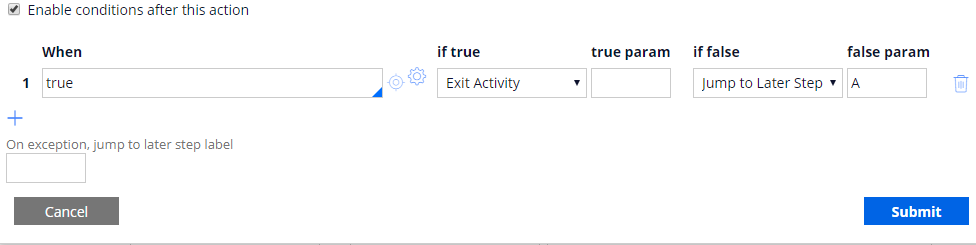 Enable conditions after this action
When if true true param if false false param
1 true Exit Activity Jump to Later Step A
On exception, jump to later step label
Cancel Submit